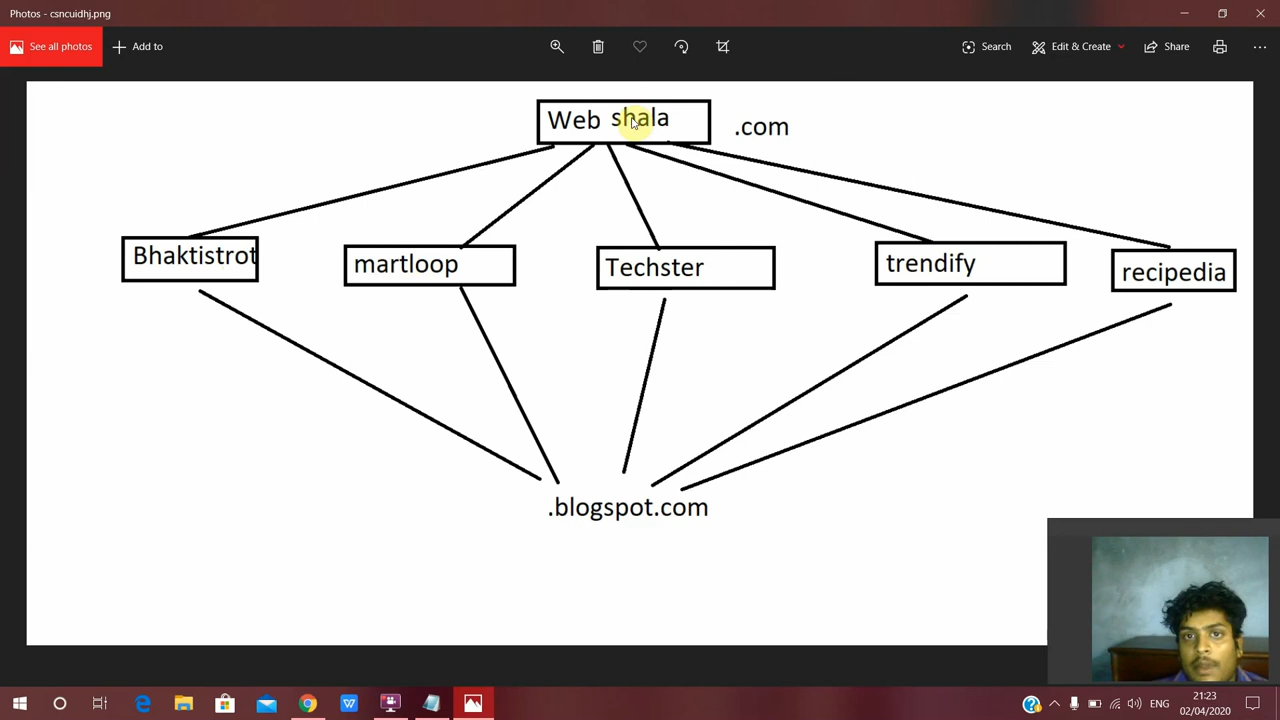 Photos - csncuidhj.png
See all photos
Add to
Search
Edit & Create
Share
Web shala
.com
Bhaktistrot
martloop
Techster
trendify
recipedia
.blogspot.com
ENG
21:23
02/04/2020